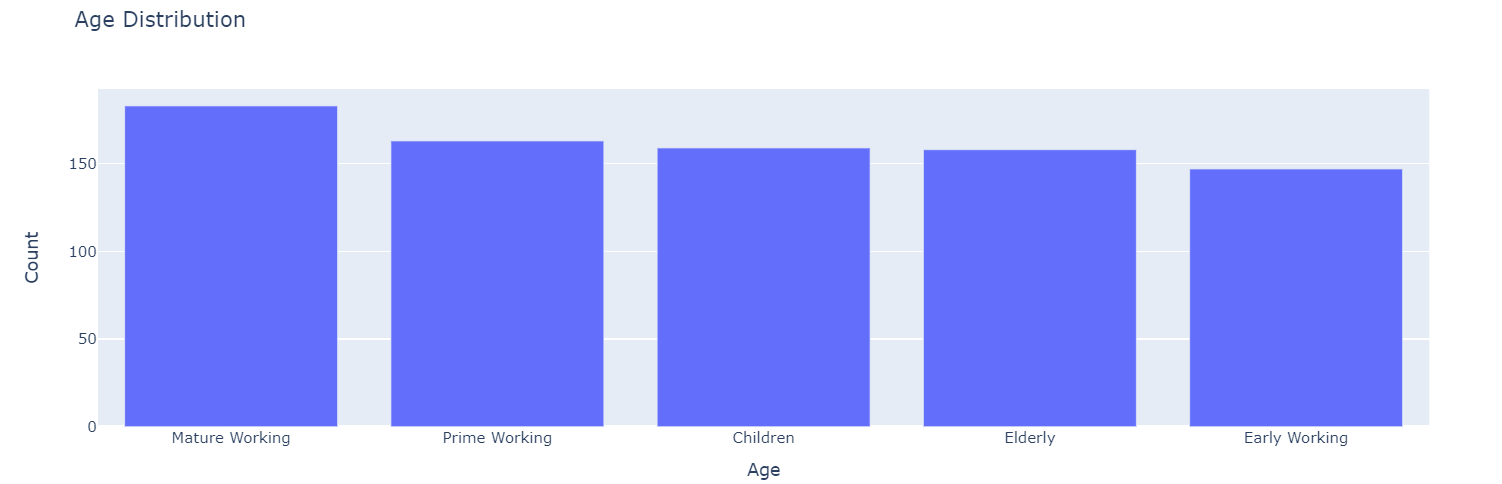 Age Distribution
150
100
50
0
Count
Mature Working
Prime Working
Children
Elderly
Early Working
Age